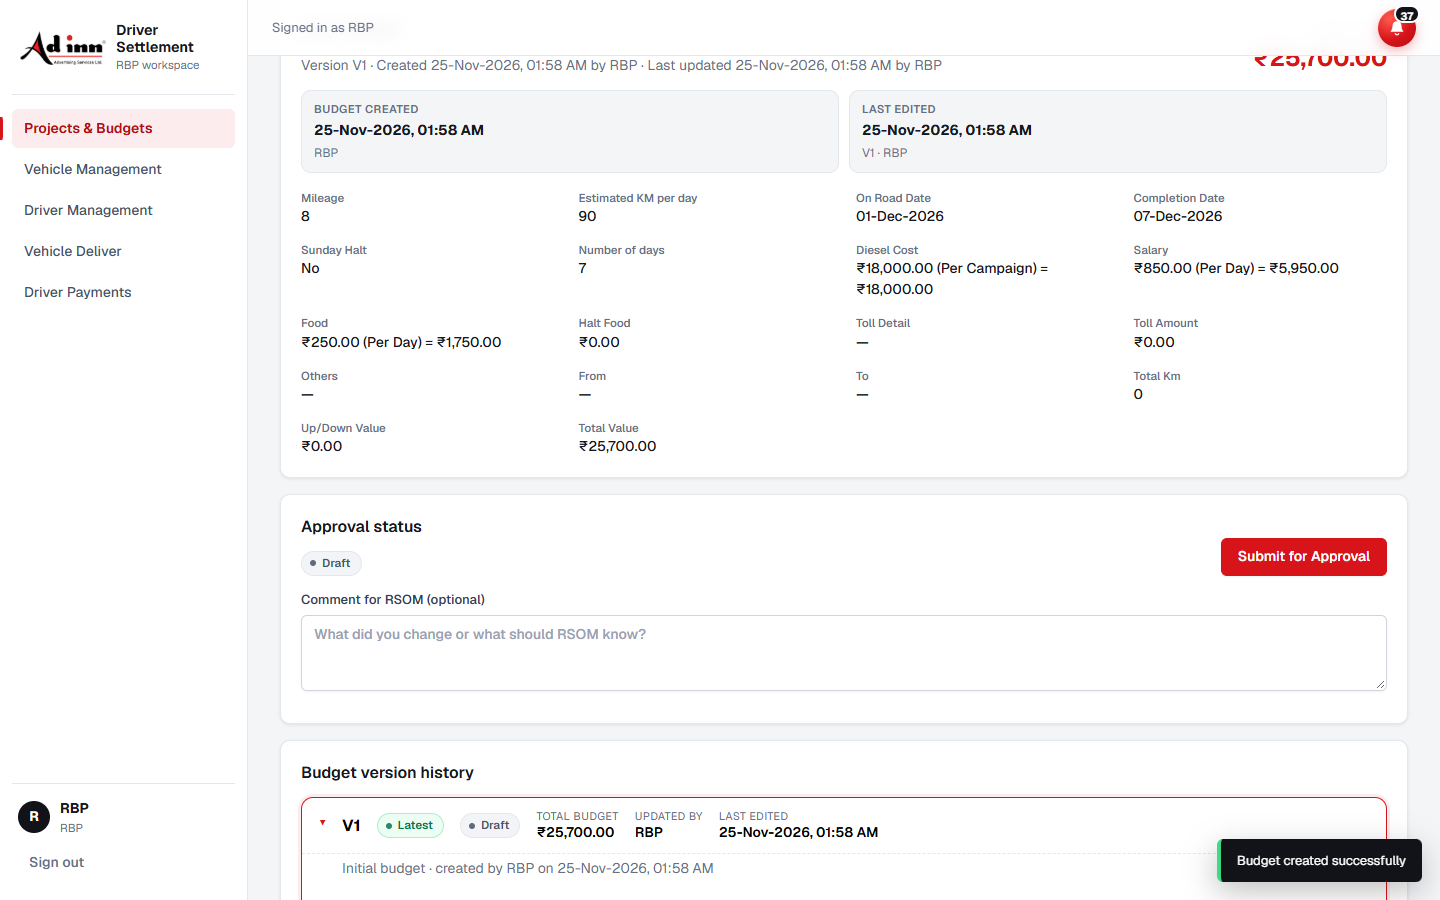 Ad inn
Advertising Services Ltd.
Driver
Settlement
RBP workspace
Projects & Budgets
Vehicle Management
Driver Management
Vehicle Deliver
Driver Payments
R
RBP
RBP
Sign out
Signed in as RBP
37
Version V1 · Created 25-Nov-2026, 01:58 AM by RBP · Last updated 25-Nov-2026, 01:58 AM by RBP
₹25,700.00
BUDGET CREATED
25-Nov-2026, 01:58 AM
RBP
LAST EDITED
25-Nov-2026, 01:58 AM
V1 · RBP
Mileage
8
Estimated KM per day
90
On Road Date
01-Dec-2026
Completion Date
07-Dec-2026
Sunday Halt
No
Number of days
7
Diesel Cost
₹18,000.00 (Per Campaign) =
₹18,000.00
Salary
₹850.00 (Per Day) = ₹5,950.00
Food
₹250.00 (Per Day) = ₹1,750.00
Halt Food
₹0.00
Toll Detail
—
Toll Amount
₹0.00
Others
—
From
—
To
—
Total Km
0
Up/Down Value
₹0.00
Total Value
₹25,700.00
Approval status
Draft
Submit for Approval
Comment for RSOM (optional)
What did you change or what should RSOM know?
Budget version history
V1
Latest
Draft
TOTAL BUDGET
₹25,700.00
UPDATED BY
RBP
LAST EDITED
25-Nov-2026, 01:58 AM
Initial budget · created by RBP on 25-Nov-2026, 01:58 AM
Budget created successfully